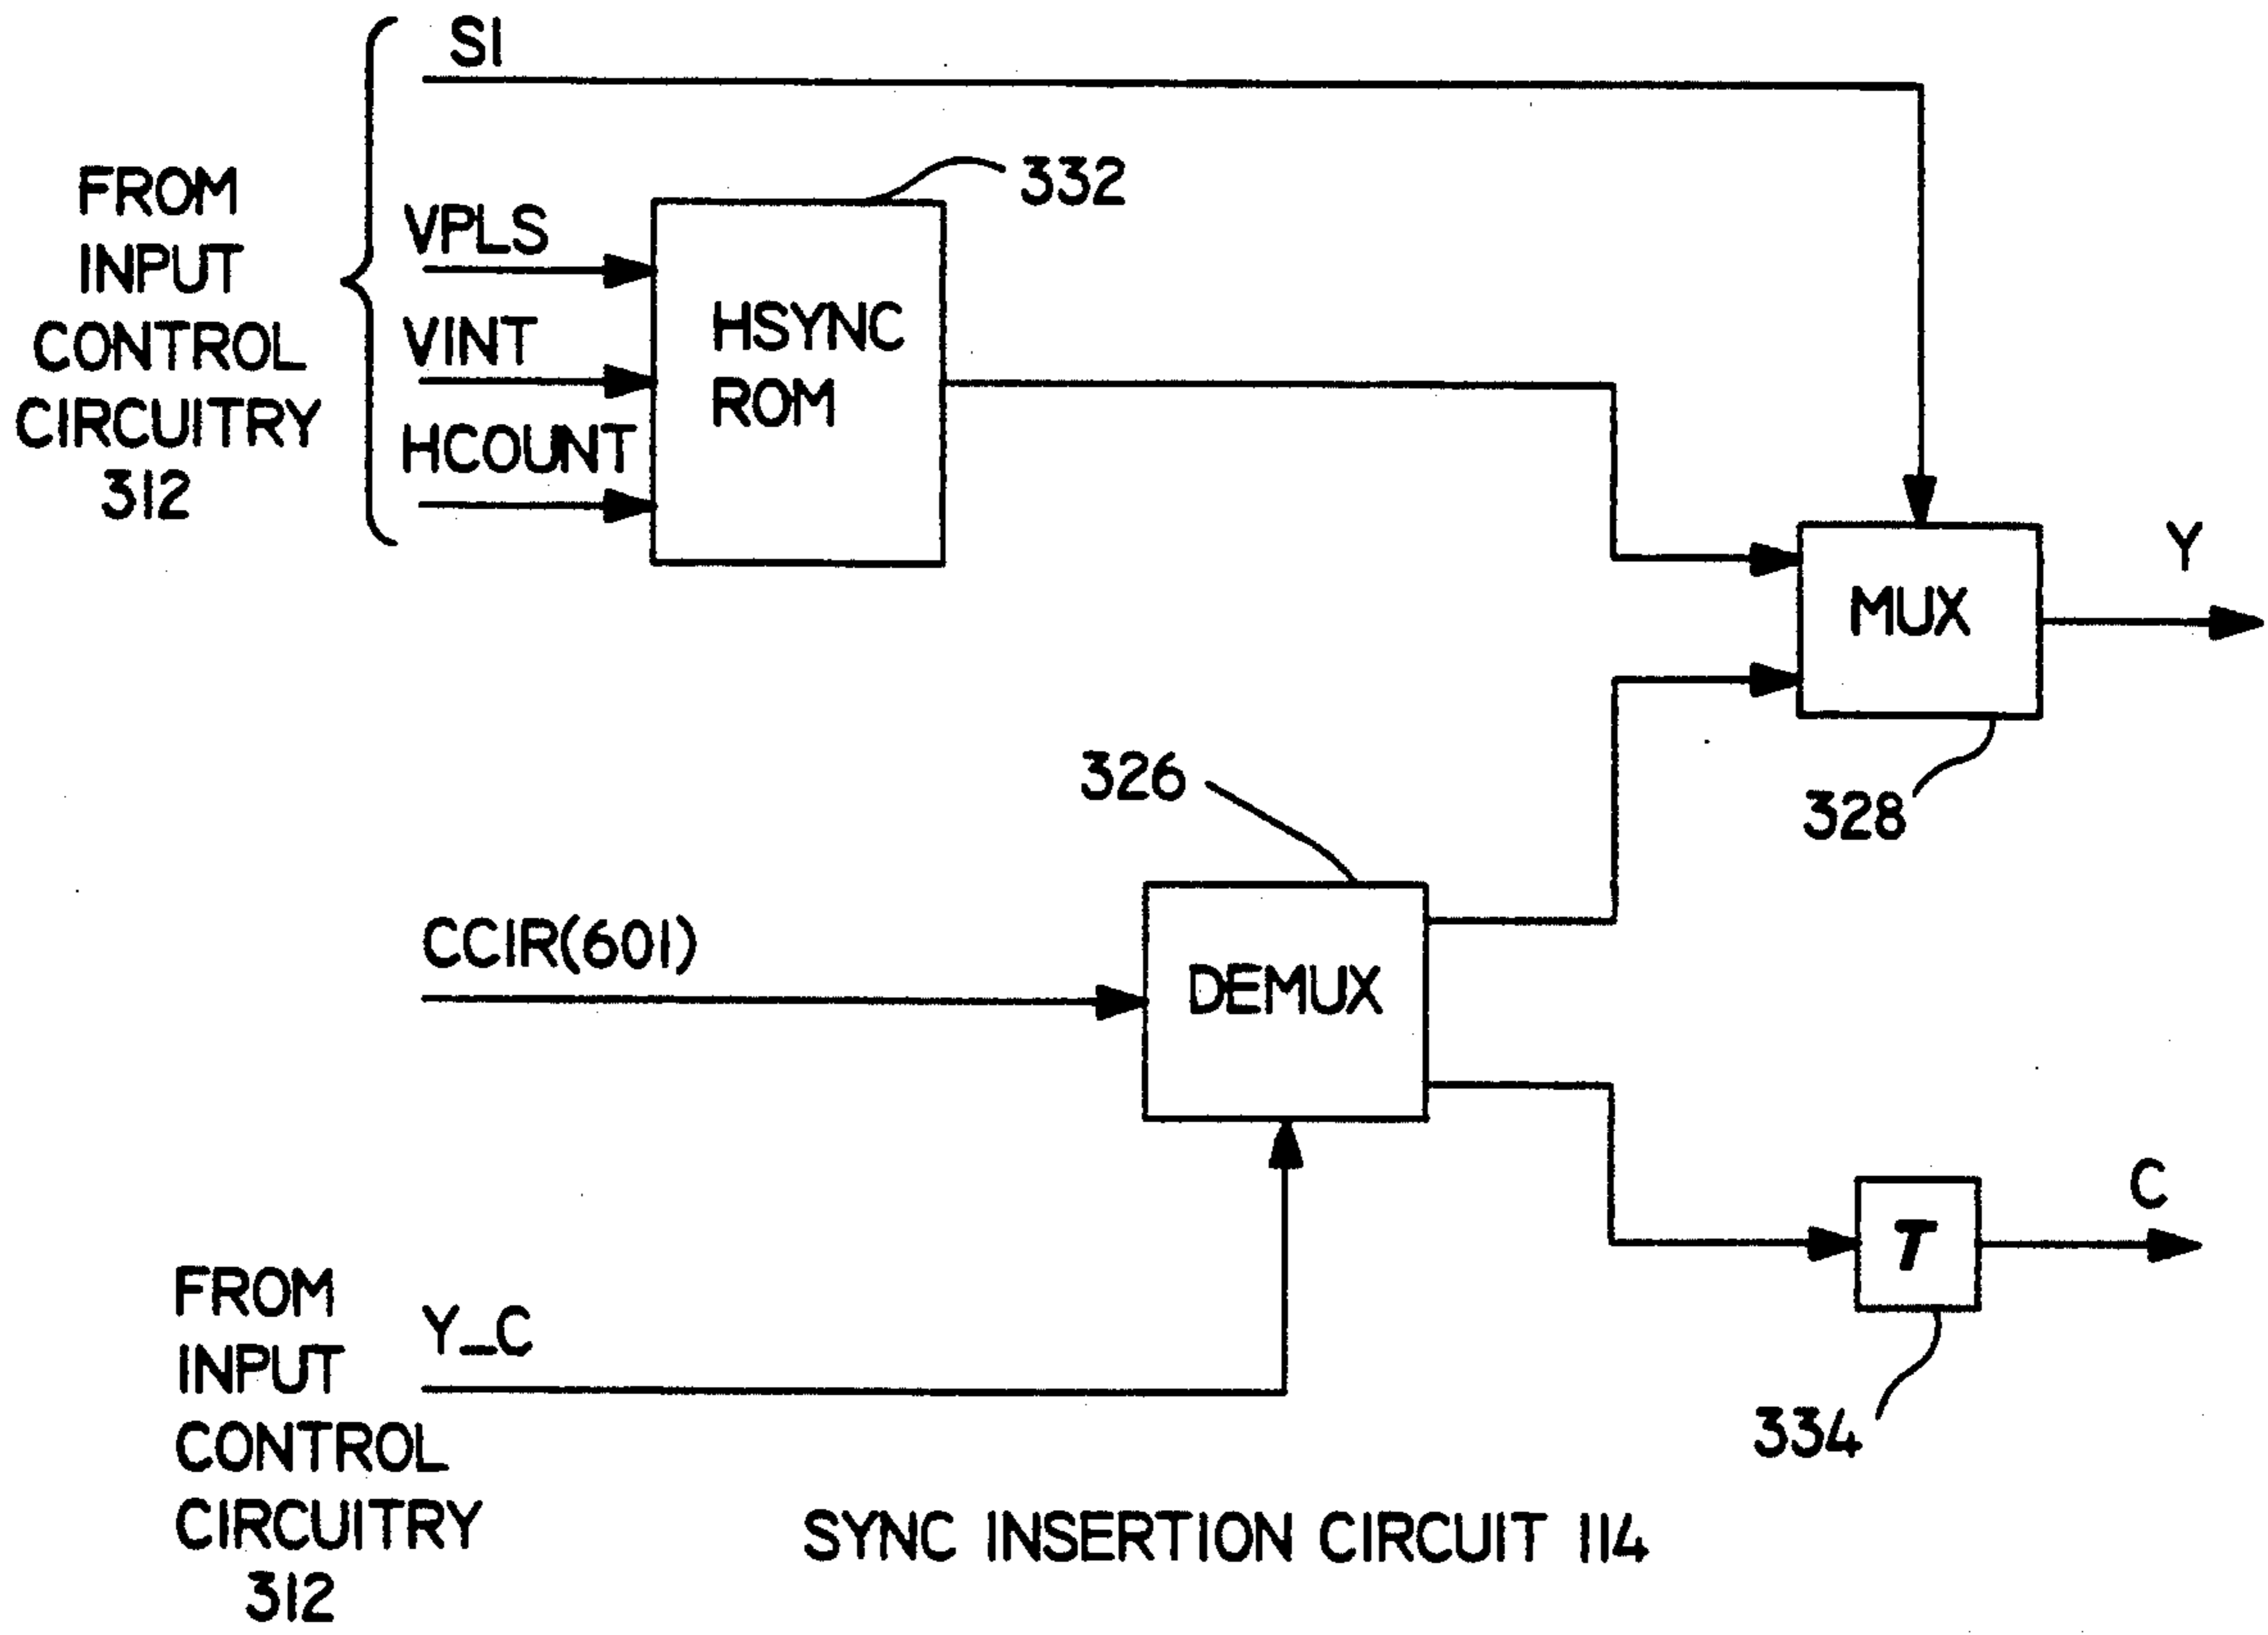 SI
FROM
INPUT
CONTROL
CIRCUITRY
312
VPLS
VINT
HCOUNT
332
HSYNC
ROM
MUX
Y
328
326
CCIR(601)
DEMUX
T
C
334
FROM
INPUT
CONTROL
CIRCUITRY
312
Y_C
SYNC INSERTION CIRCUIT 114